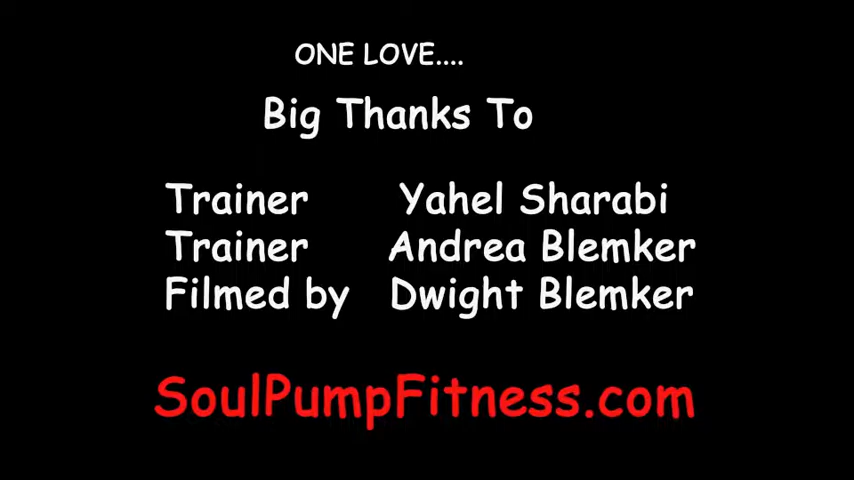 ONE LOVE....
Big Thanks To
Trainer Yahel Sharabi
Trainer Andrea Blemker
Filmed by Dwight Blemker
SoulPumpFitness.com